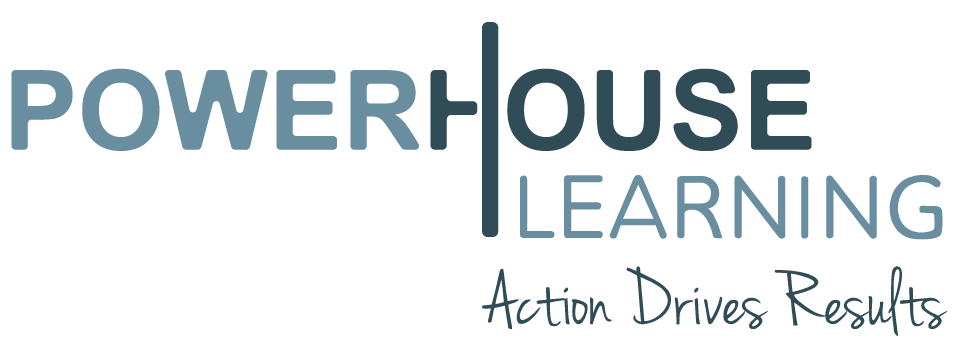 POWERHOUSE
LEARNING
Action Drives Results